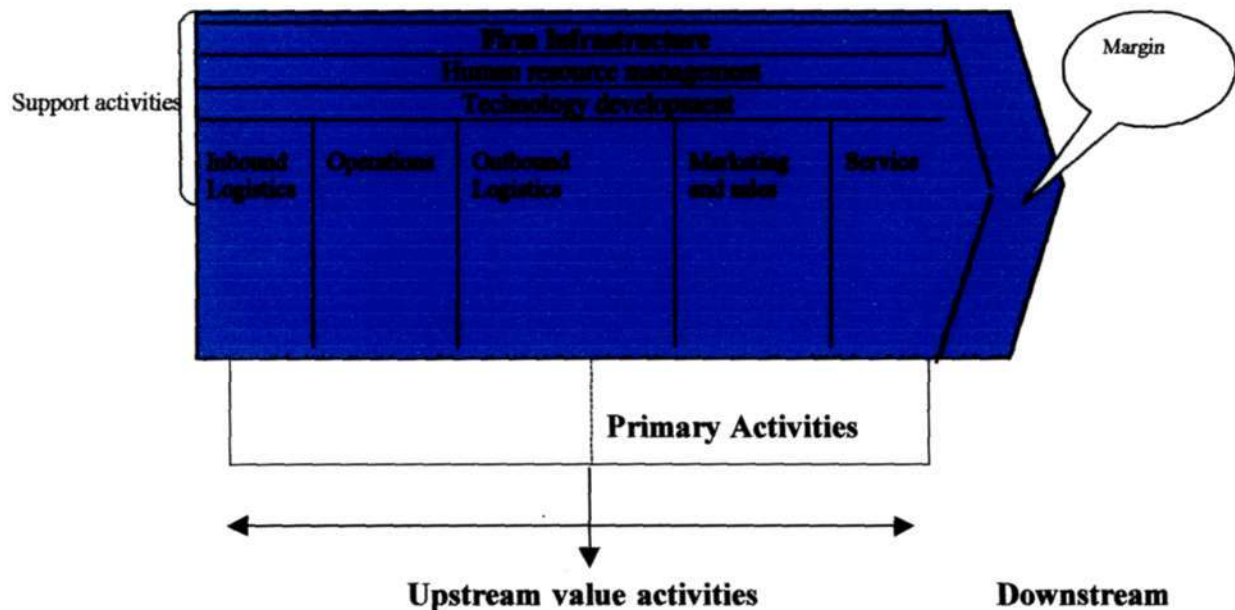 Firm Infrastructure
Margin
Human resource management
Support activities
Technology development
Inbound
Logistics
Operations
Outbound
Logistics
Marketing
and sales
Service
Primary Activities
Upstream value activities
Downstream